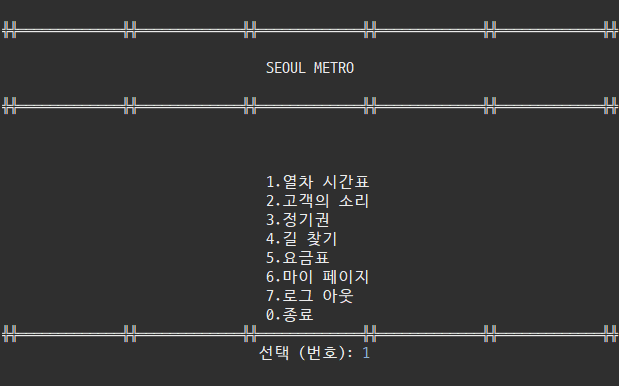 SEOUL METRO
1.열차 시간표
2.고객의 소리
3.정기권
4.길 찾기
5.요금표
6.마이 페이지
7.로그 아웃
0.종료
선택 (번호): 1